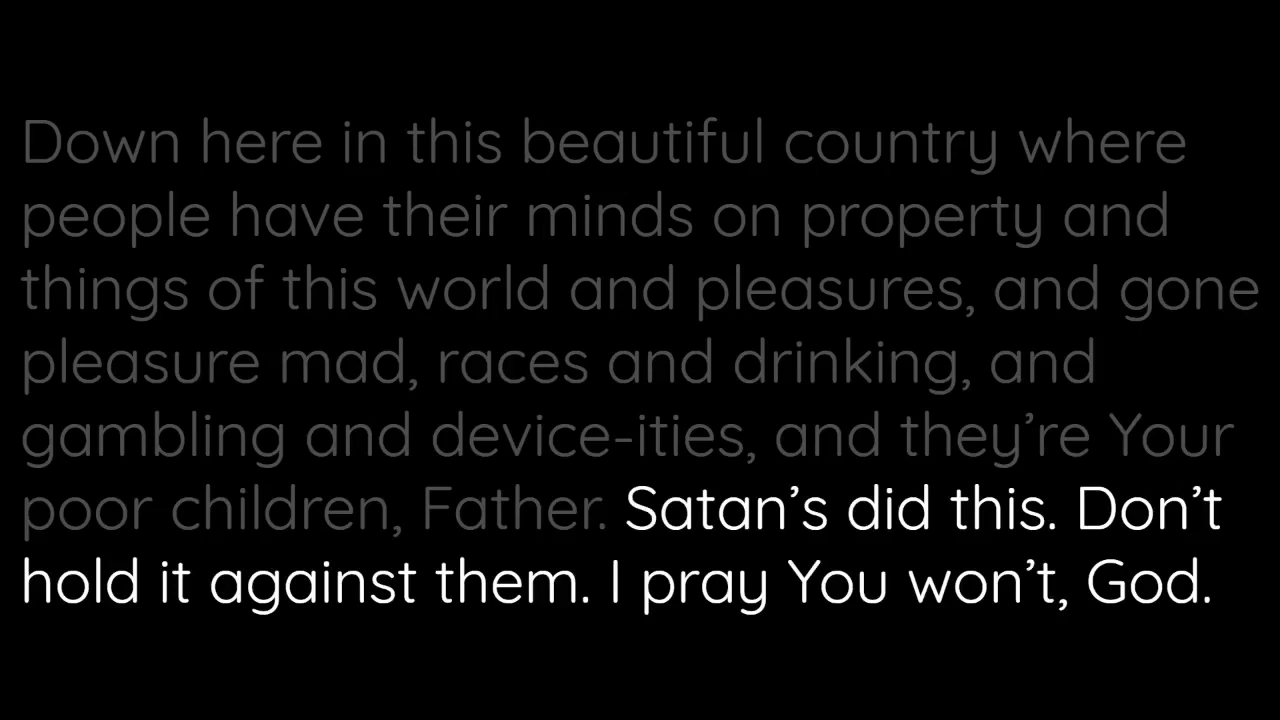 Down here in this beautiful country where
people have their minds on property and
things of this world and pleasures, and gone
pleasure mad, races and drinking, and
gambling and device-ities, and they’re Your
poor children, Father. Satan’s did this. Don’t
hold it against them. I pray You won’t, God.